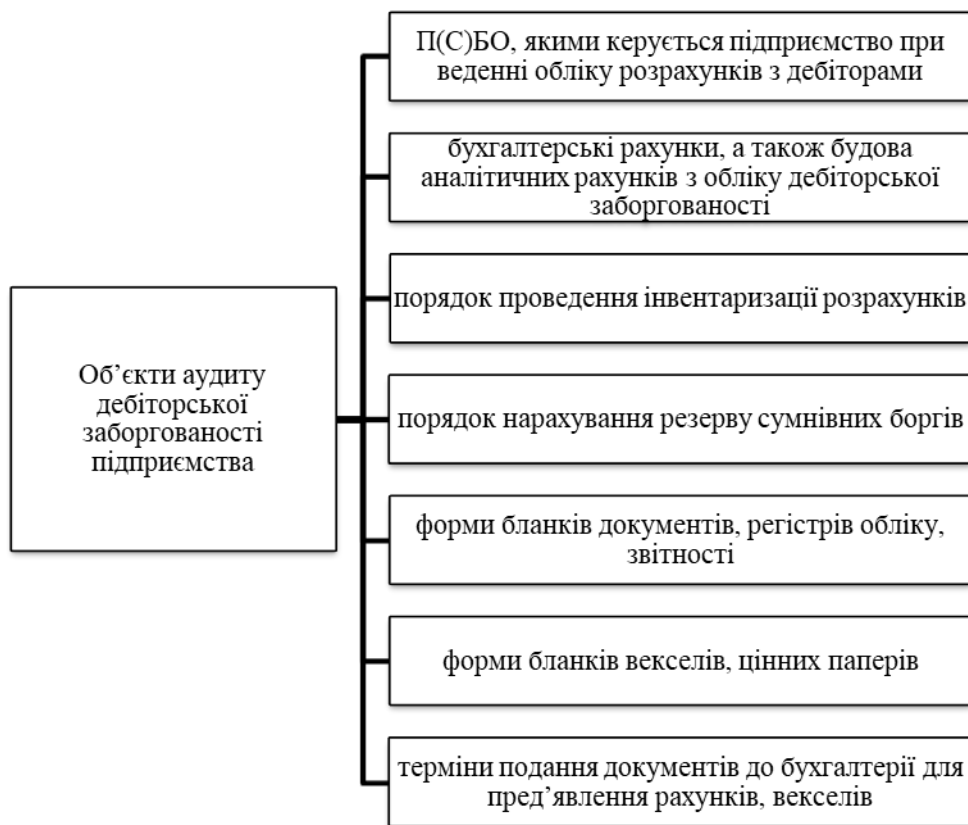 П(С)БО, якими керується підприємство при
веденні обліку розрахунків з дебіторами
бухгалтерські рахунки, а також будова
аналітичних рахунків з обліку дебіторської
заборгованості
порядок проведення інвентаризації розрахунків
Об’єкти аудиту
дебіторської
заборгованості
підприємства
порядок нарахування резерву сумнівних боргів
форми бланків документів, регістрів обліку,
звітності
форми бланків векселів, цінних паперів
терміни подання документів до бухгалтерії для
пред’явлення рахунків, векселів